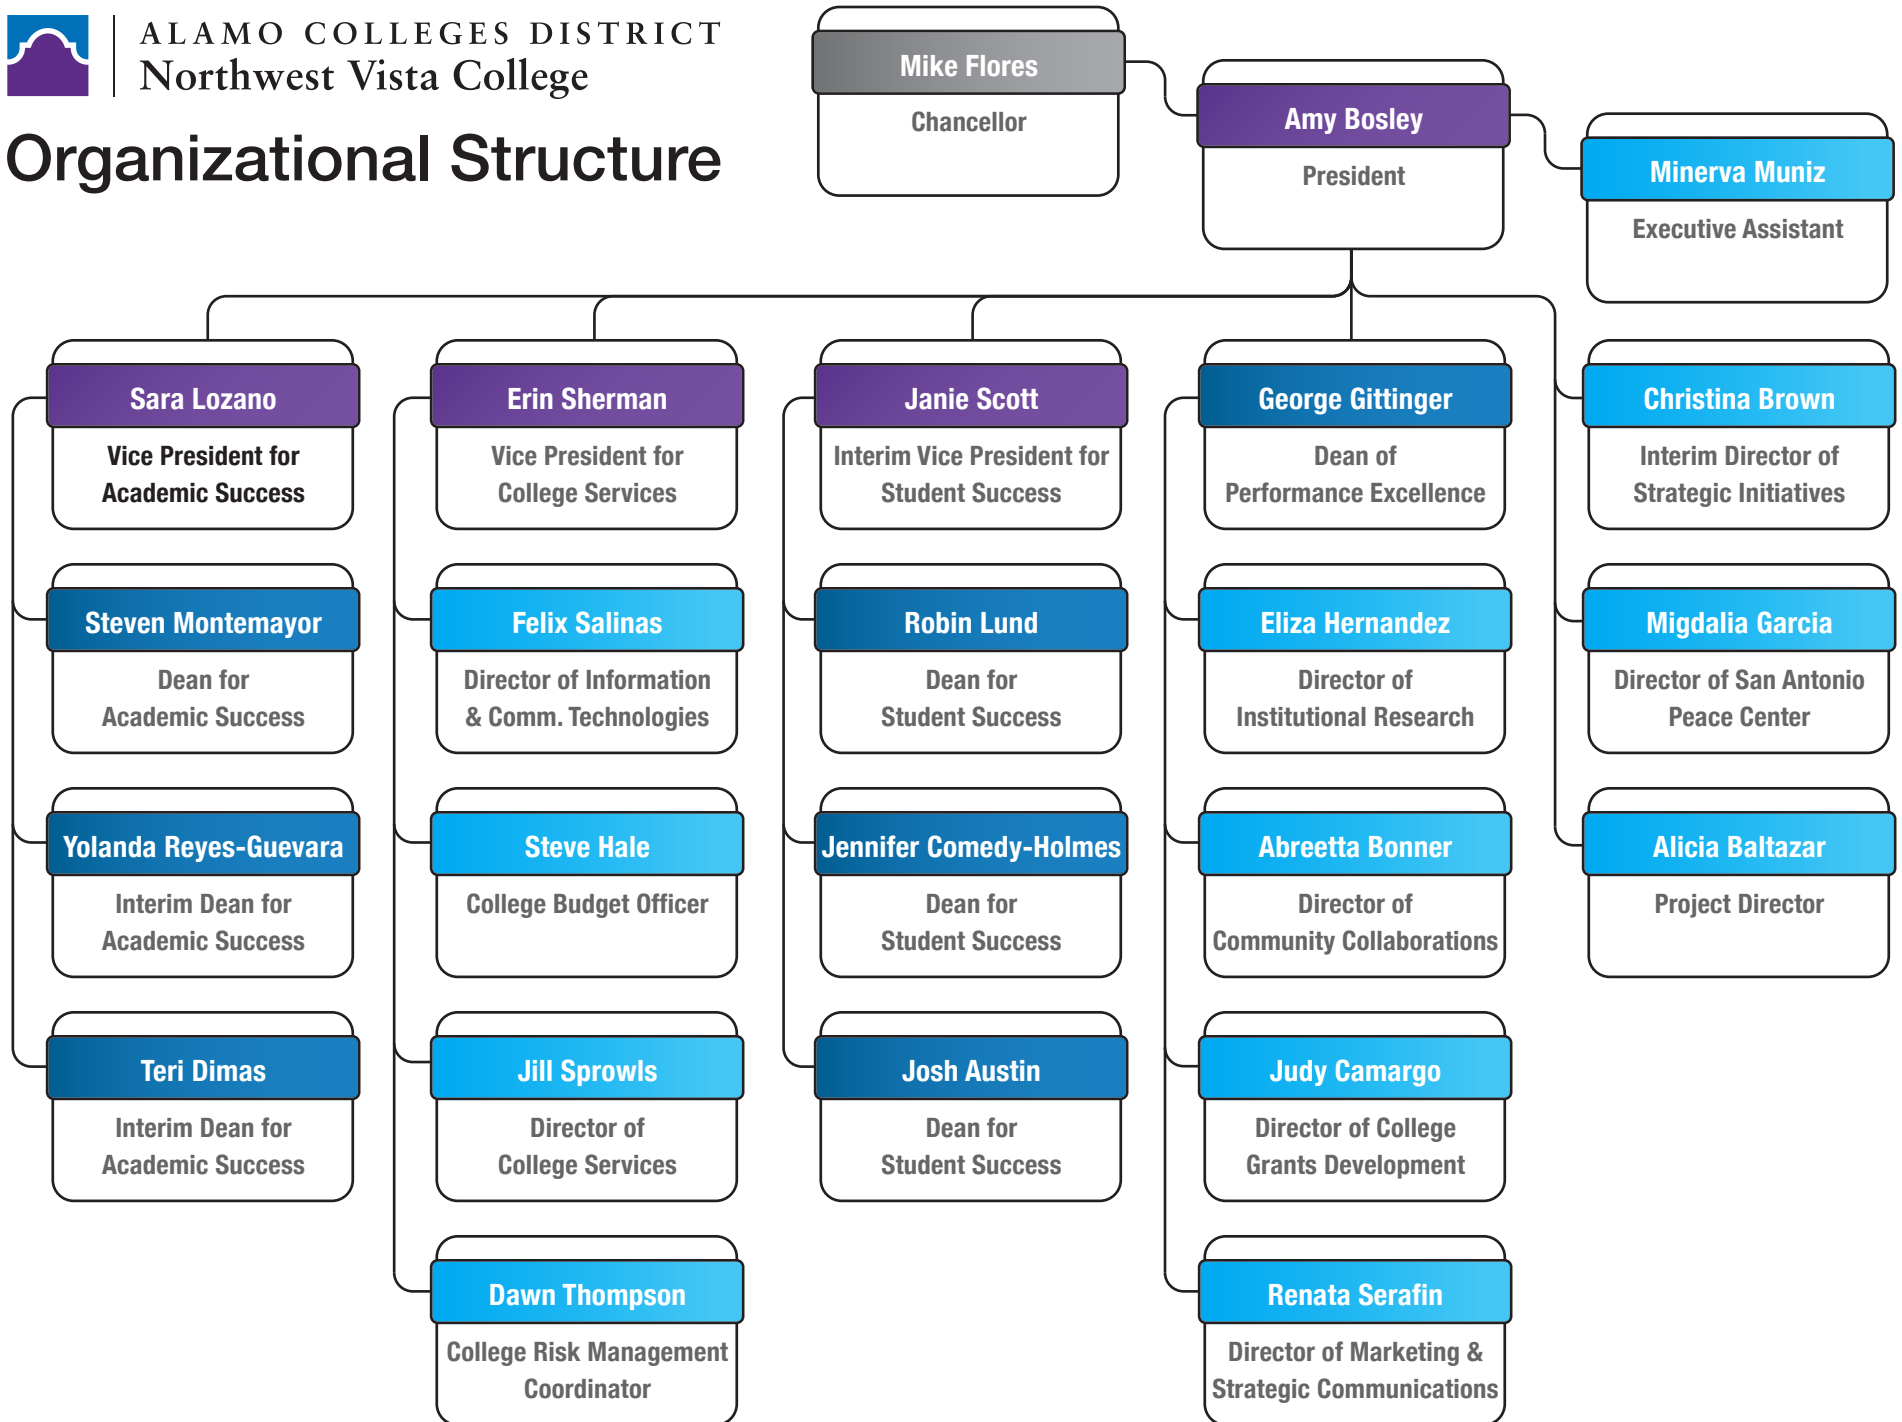 ALAMO COLLEGES DISTRICT
Northwest Vista College
Organizational Structure
Mike Flores
Chancellor
Amy Bosley
President
Minerva Muniz
Executive Assistant
Sara Lozano
Vice President for
Academic Success
Steven Montemayor
Dean for
Academic Success
Yolanda Reyes-Guevara
Interim Dean for
Academic Success
Teri Dimas
Interim Dean for
Academic Success
Erin Sherman
Vice President for
College Services
Felix Salinas
Director of Information
& Comm. Technologies
Steve Hale
College Budget Officer
Jill Sprowls
Director of
College Services
Dawn Thompson
College Risk Management
Coordinator
Janie Scott
Interim Vice President for
Student Success
Robin Lund
Dean for
Student Success
Jennifer Comedy-Holmes
Dean for
Student Success
Josh Austin
Dean for
Student Success
George Gittinger
Dean of
Performance Excellence
Eliza Hernandez
Director of
Institutional Research
Abreetta Bonner
Director of
Community Collaborations
Judy Camargo
Director of College
Grants Development
Renata Serafin
Director of Marketing &
Strategic Communications
Christina Brown
Interim Director of
Strategic Initiatives
Migdalia Garcia
Director of San Antonio
Peace Center
Alicia Baltazar
Project Director